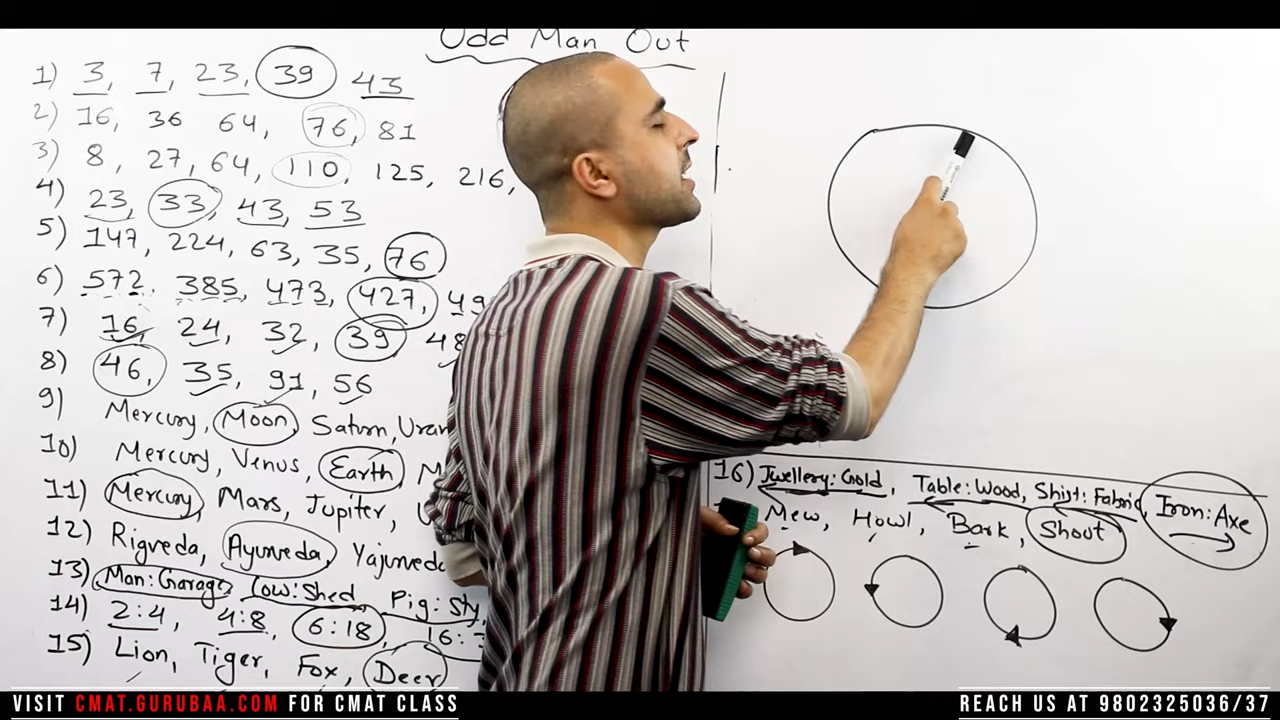 Odd Man Out
1) 3, 7, 23, 39 43
2) 16, 36 64, 76, 81
3) 8, 27, 64, 110, 125, 216,
4) 23, 33, 43, 53
5) 147, 224, 63, 35, 76
6) 572, 385, 473, 427, 49
7) 16, 24, 32, 39, 48
8) 46, 35, 91, 56
9) Mercury, Moon, Saturn, Uran
10) Mercury, Venus, Earth, M
11) Mercury, Mars, Jupiter, U
12) Rigveda, Ayurveda, Yajurveda
13) Man:Garage, Cow:Shed Pig:Sty,
14) 2:4, 4:8, 6:18, 16:3
15) Lion, Tiger, Fox, Deer
16) Jwellery:Gold, Table:Wood, Shirt:Fabric, Iron:Axe
Mew, Howl, Bark, Shout
VISIT CMAT.GURUBAA.COM FOR CMAT CLASS
REACH US AT 9802325036/37